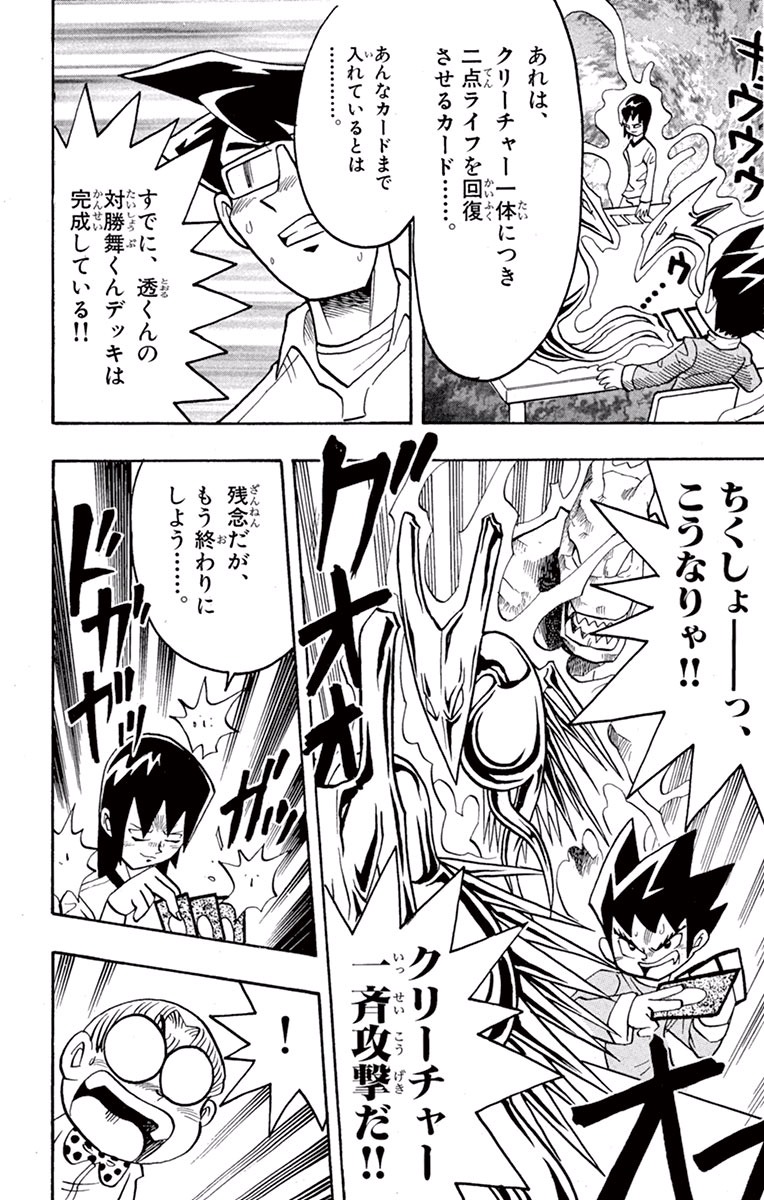 キュウウウ
ウ……
あれは、
クリーチャー一体につき
二点ライフを回復
させるカード……。
あんなカードまで
入れているとは
………。
すでに、透くんの
対勝舞くんデッキは
完成している!!
ちくしょーーっ、
こうなりゃ!!
グオオオ
クリーチャー
一斉攻撃だ!!
オオ
残念だが、
もう終わりに
しよう……。
ドガガガッ
!